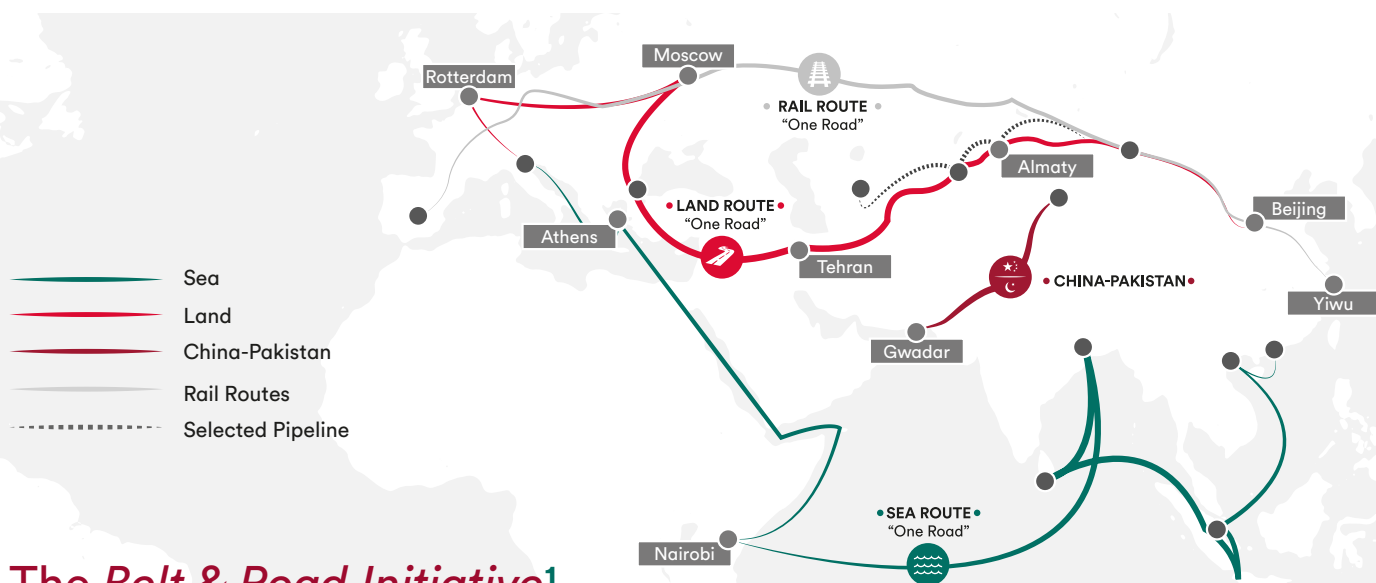 Moscow
Rotterdam
RAIL ROUTE
“One Road”
Almaty
LAND ROUTE
“One Road”
Beijing
Athens
Tehran
Sea
CHINA-PAKISTAN
Yiwu
Land
China-Pakistan
Gwadar
Rail Routes
Selected Pipeline
SEA ROUTE
“One Road”
Nairobi
The Belt & Road Initiative1